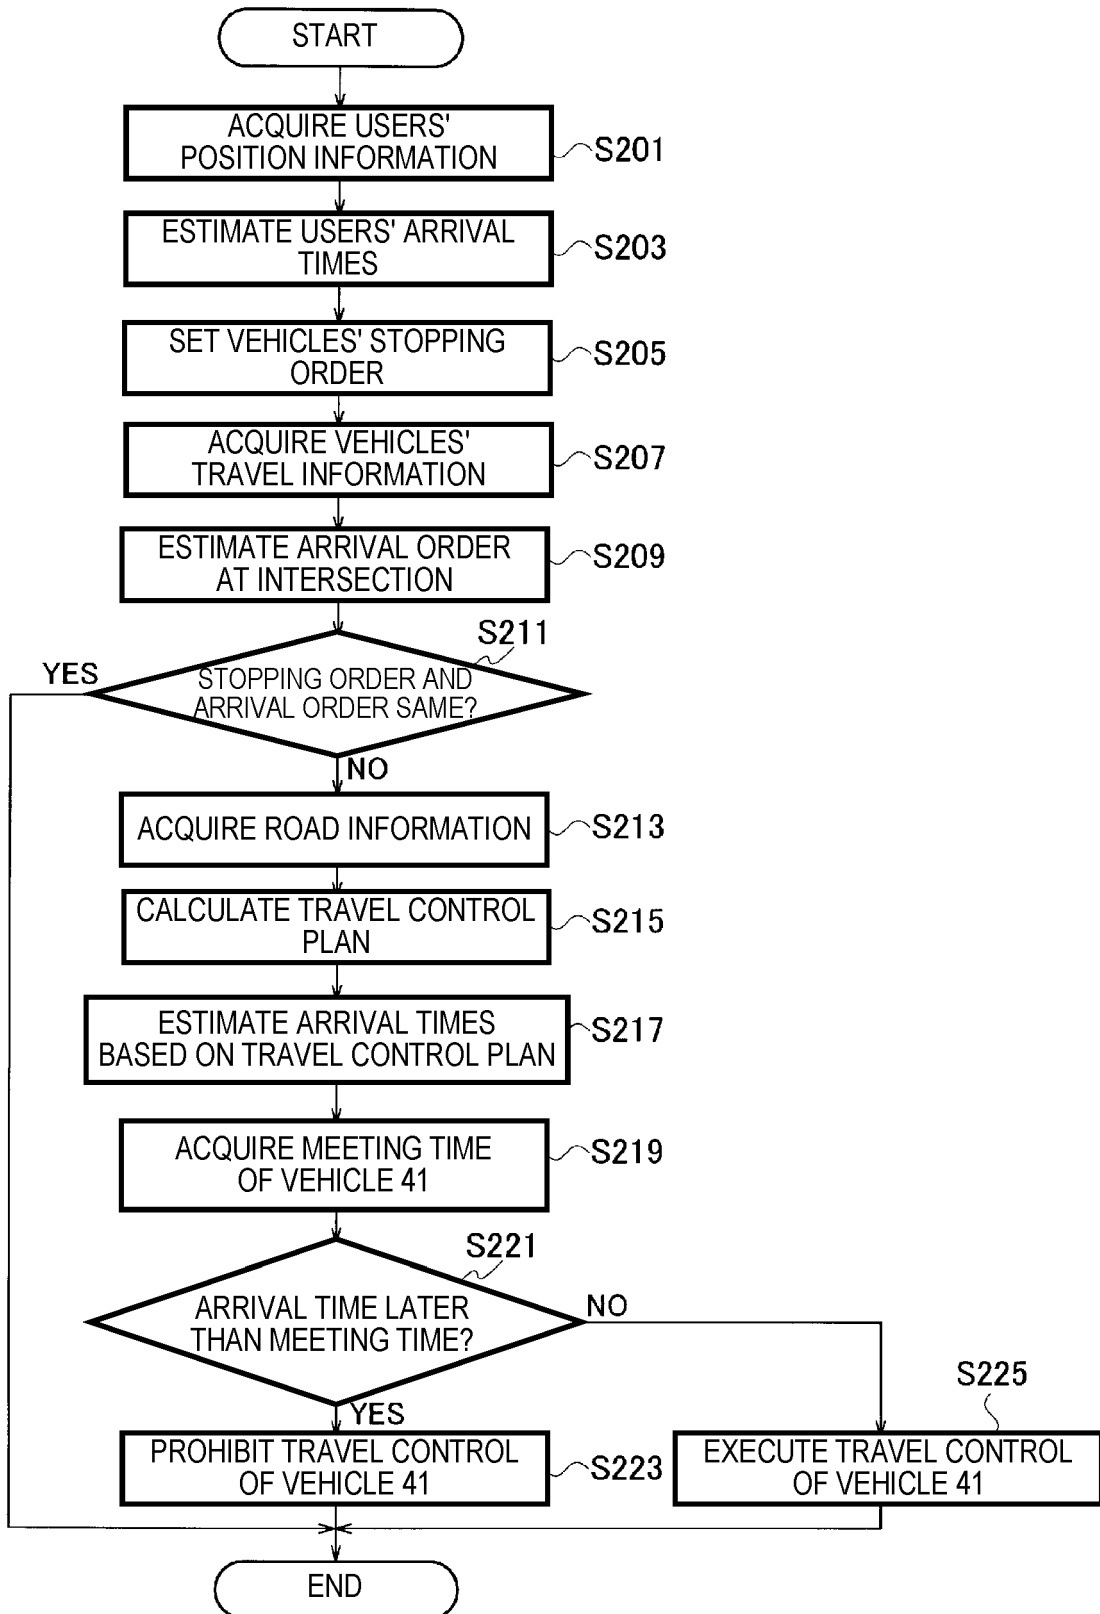 START
ACQUIRE USERS'
POSITION INFORMATION
S201
ESTIMATE USERS' ARRIVAL
TIMES
S203
SET VEHICLES' STOPPING
ORDER
S205
ACQUIRE VEHICLES'
TRAVEL INFORMATION
S207
ESTIMATE ARRIVAL ORDER
AT INTERSECTION
S209
S211
YES
STOPPING ORDER AND
ARRIVAL ORDER SAME?
NO
ACQUIRE ROAD INFORMATION
S213
CALCULATE TRAVEL CONTROL
PLAN
S215
ESTIMATE ARRIVAL TIMES
BASED ON TRAVEL CONTROL PLAN
S217
ACQUIRE MEETING TIME
OF VEHICLE 41
S219
S221
ARRIVAL TIME LATER
THAN MEETING TIME?
NO
YES
S225
PROHIBIT TRAVEL CONTROL
OF VEHICLE 41
S223
EXECUTE TRAVEL CONTROL
OF VEHICLE 41
END